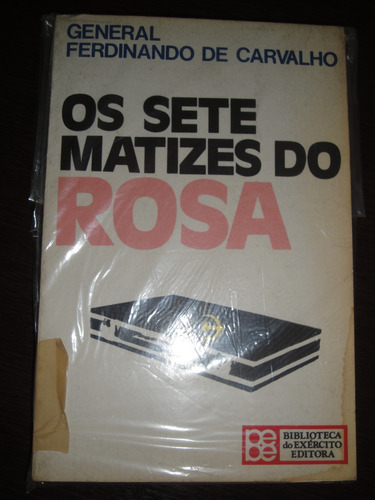 GENERAL
FERDINANDO DE CARVALHO
OS SETE
MATIZES DO
ROSA
BIBLIOTECA
do EXÉRCITO
EDITORA